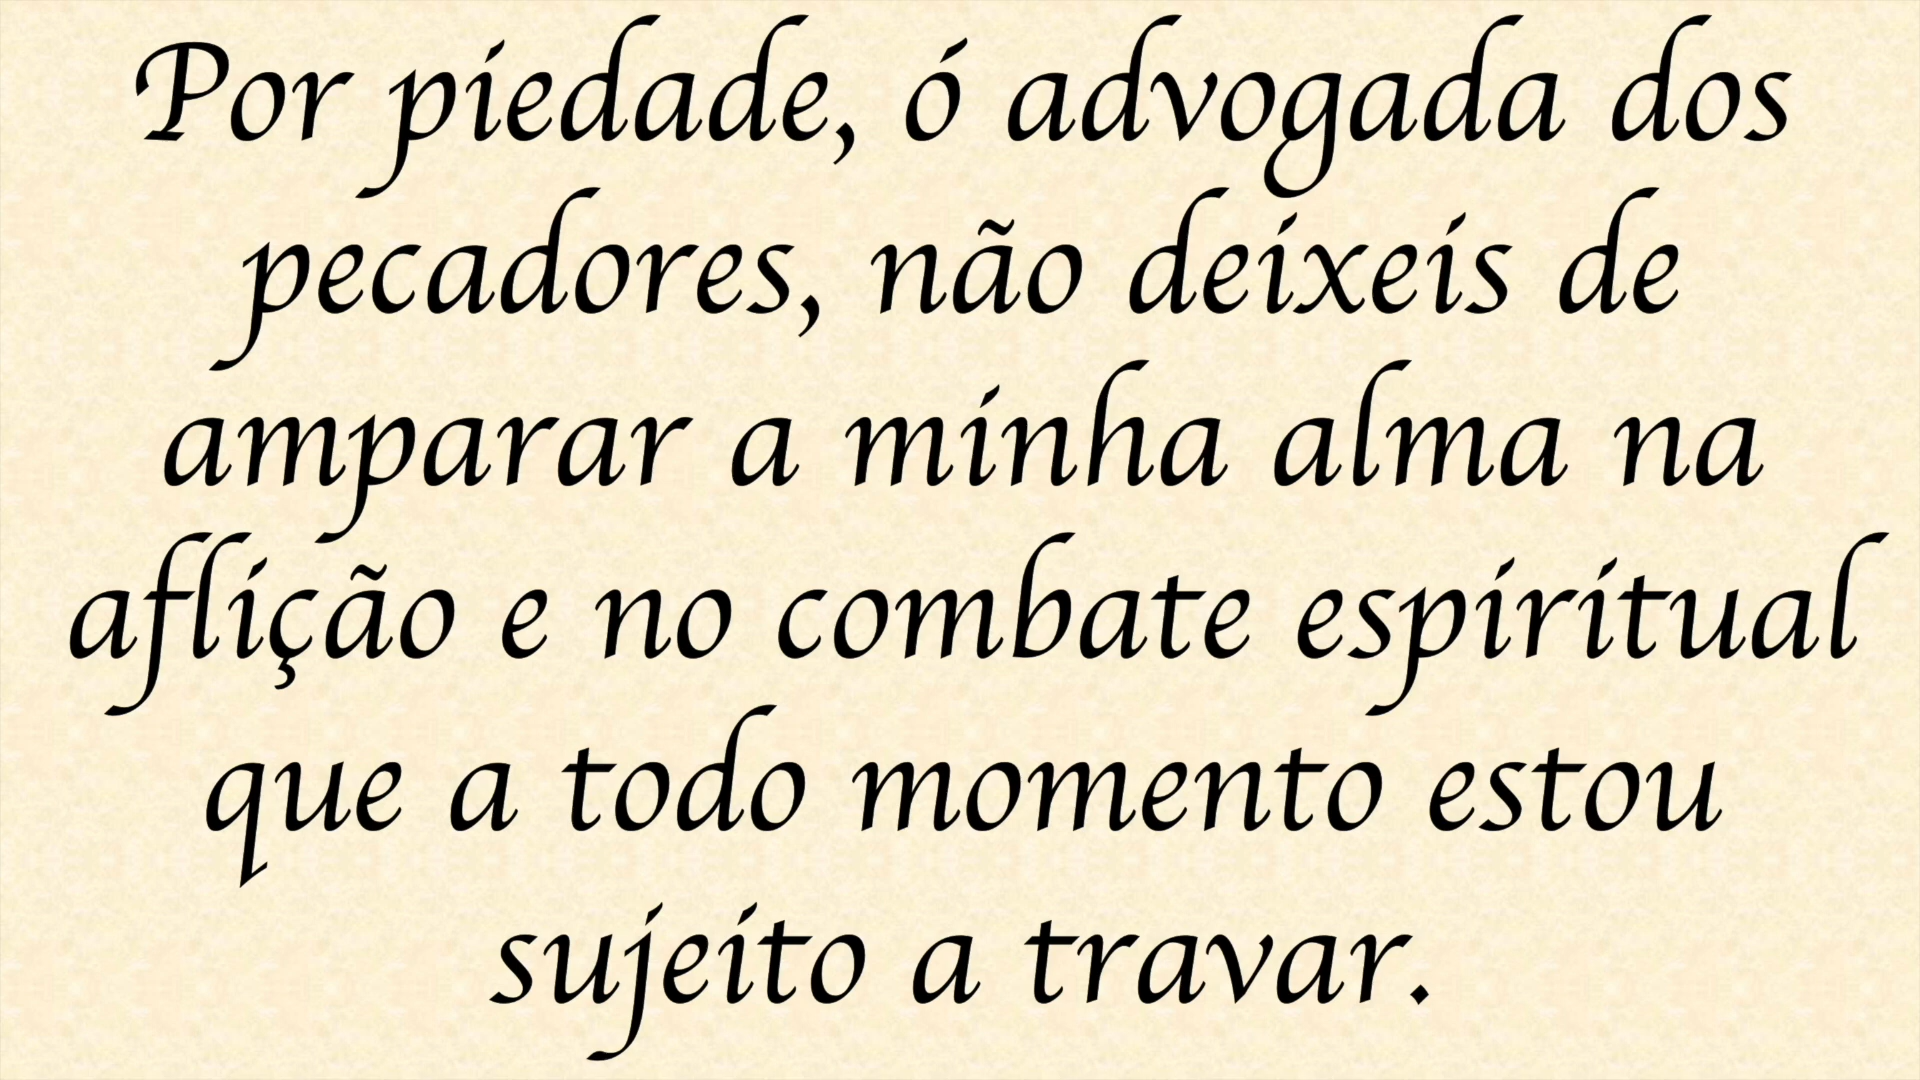 Por piedade, ó advogada dos
pecadores, não deixeis de
amparar a minha alma na
aflição e no combate espiritual
que a todo momento estou
sujeito a travar.